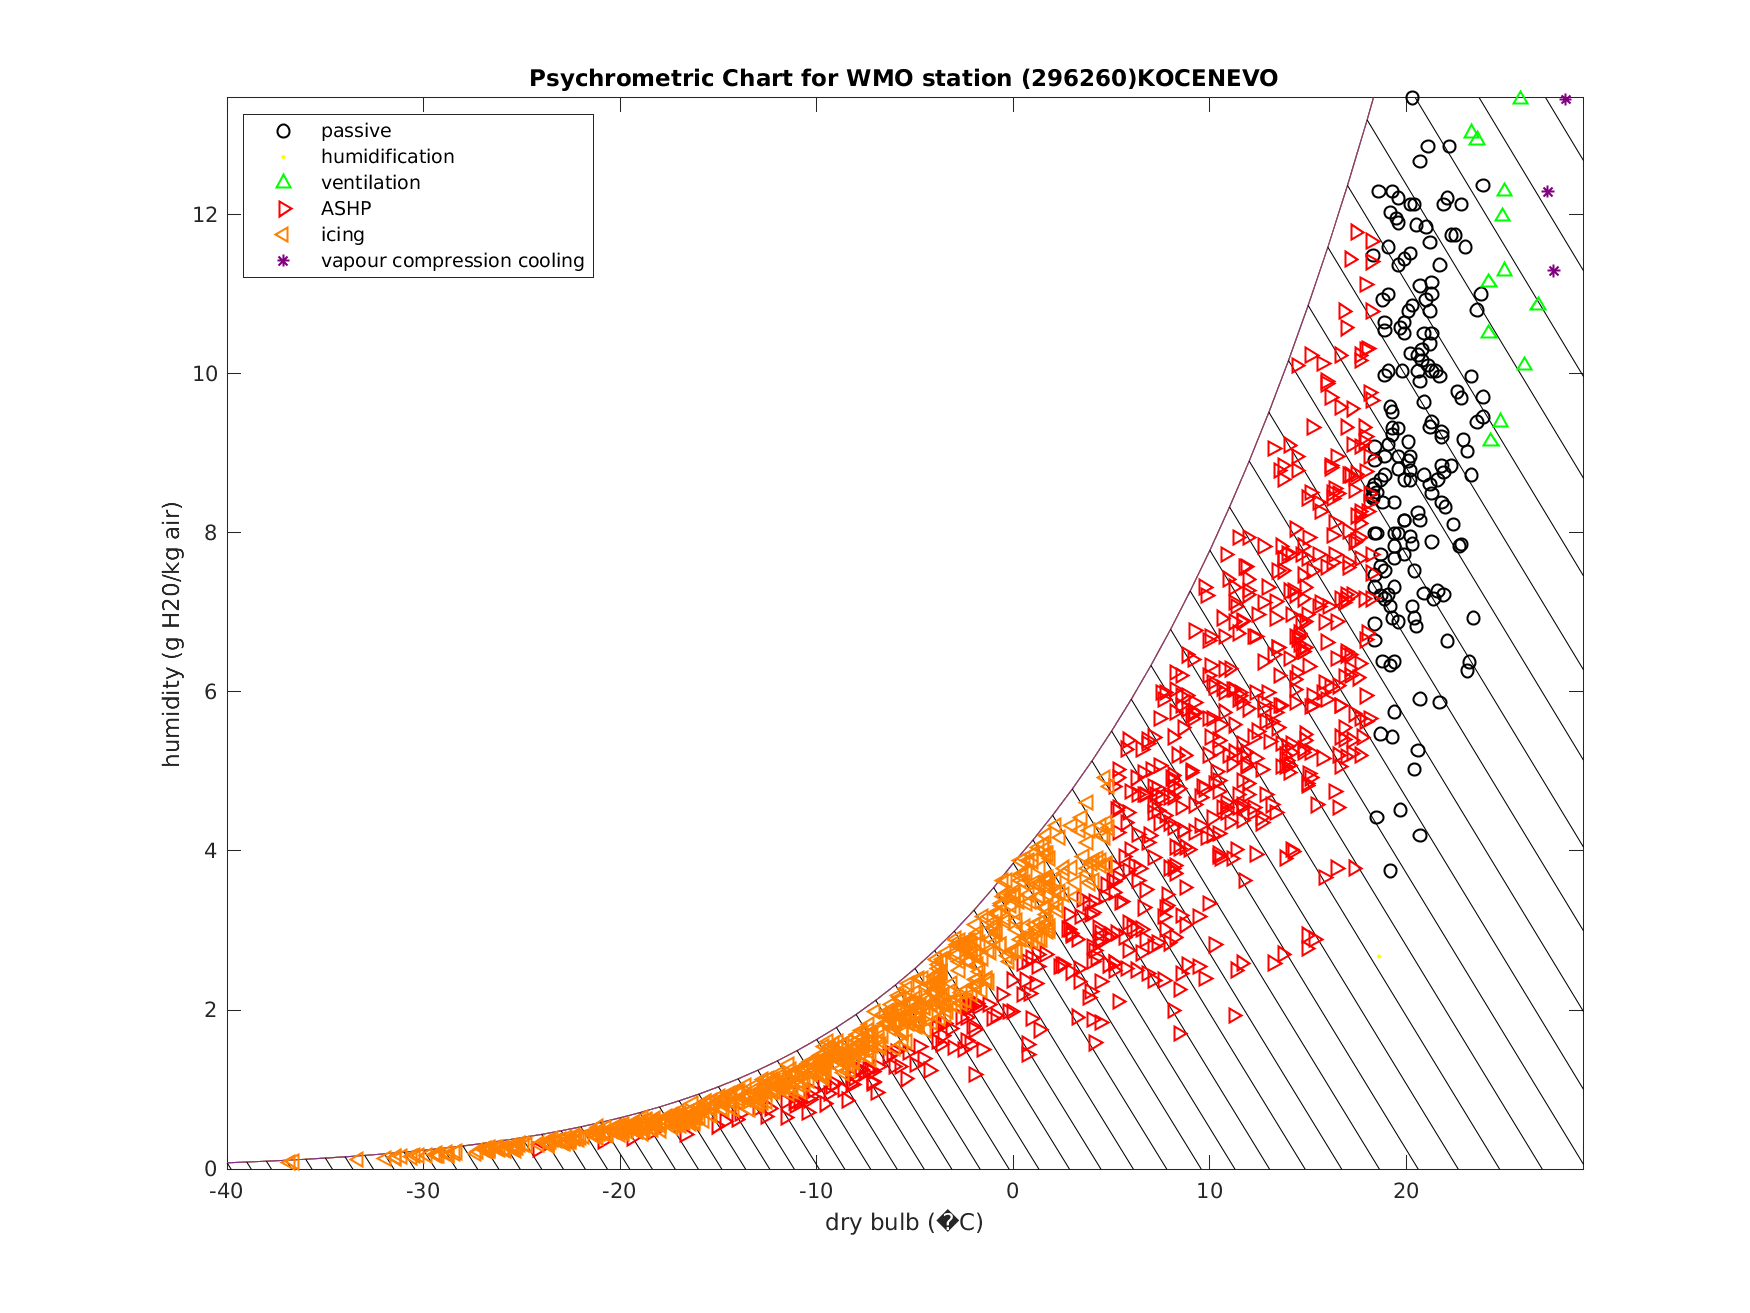 Psychrometric Chart for WMO station (296260)KOCENEVO
passive
humidification
ventilation
ASHP
icing
vapour compression cooling
humidity (g H20/kg air)
12
10
8
6
4
2
0
-40 -30 -20 -10 0 10 20
dry bulb (�C)